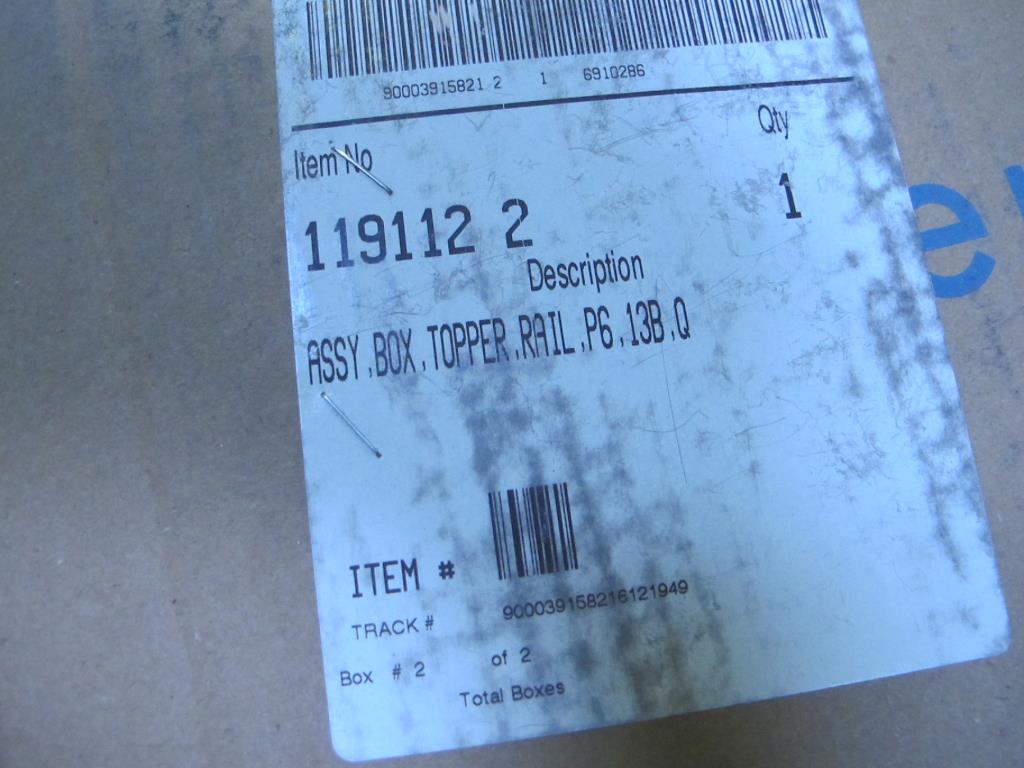 90003915821 2 1 6910286
Item No Qty
119112 2 1
Description
ASSY,BOX,TOPPER,RAIL,P6,13B,Q
ITEM #
TRACK # 900039158216121949
Box # 2 of 2
Total Boxes